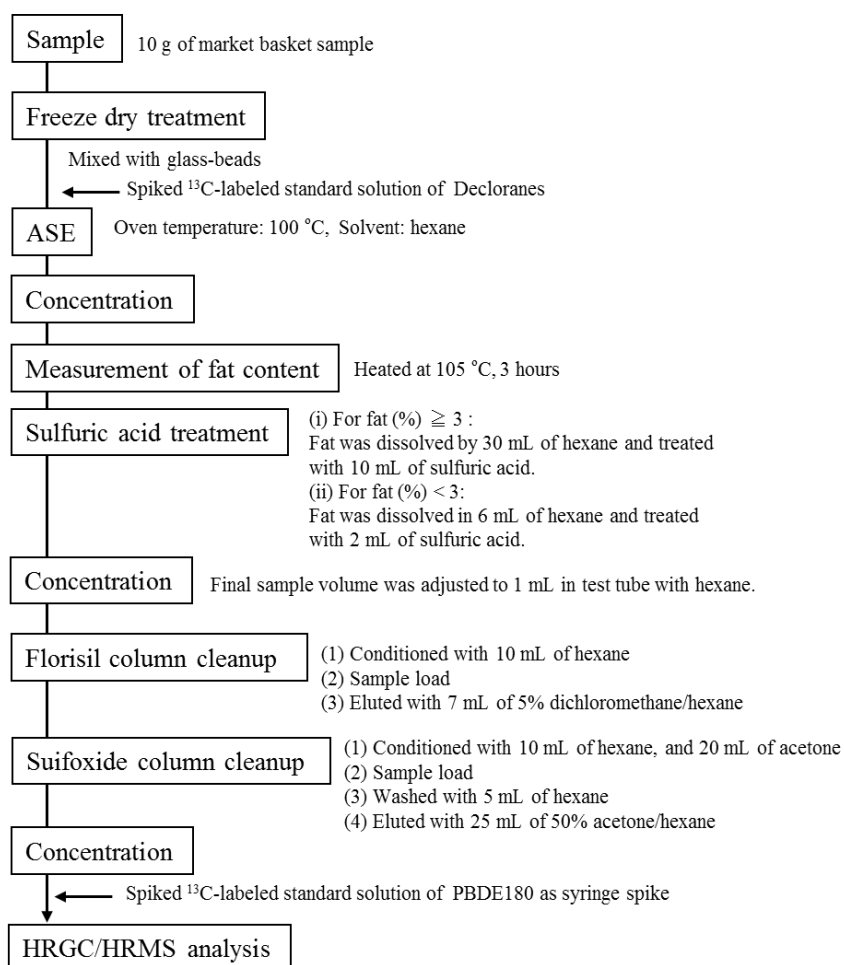 Sample
10 g of market basket sample
Freeze dry treatment
Mixed with glass-beads
Spiked ¹³C-labeled standard solution of Decloranes
ASE
Oven temperature: 100 °C, Solvent: hexane
Concentration
Measurement of fat content
Heated at 105 °C, 3 hours
Sulfuric acid treatment
(i) For fat (%) ≧ 3 :
Fat was dissolved by 30 mL of hexane and treated
with 10 mL of sulfuric acid.
(ii) For fat (%) < 3:
Fat was dissolved in 6 mL of hexane and treated
with 2 mL of sulfuric acid.
Concentration
Final sample volume was adjusted to 1 mL in test tube with hexane.
Florisil column cleanup
(1) Conditioned with 10 mL of hexane
(2) Sample load
(3) Eluted with 7 mL of 5% dichloromethane/hexane
Suifoxide column cleanup
(1) Conditioned with 10 mL of hexane, and 20 mL of acetone
(2) Sample load
(3) Washed with 5 mL of hexane
(4) Eluted with 25 mL of 50% acetone/hexane
Concentration
Spiked ¹³C-labeled standard solution of PBDE180 as syringe spike
HRGC/HRMS analysis